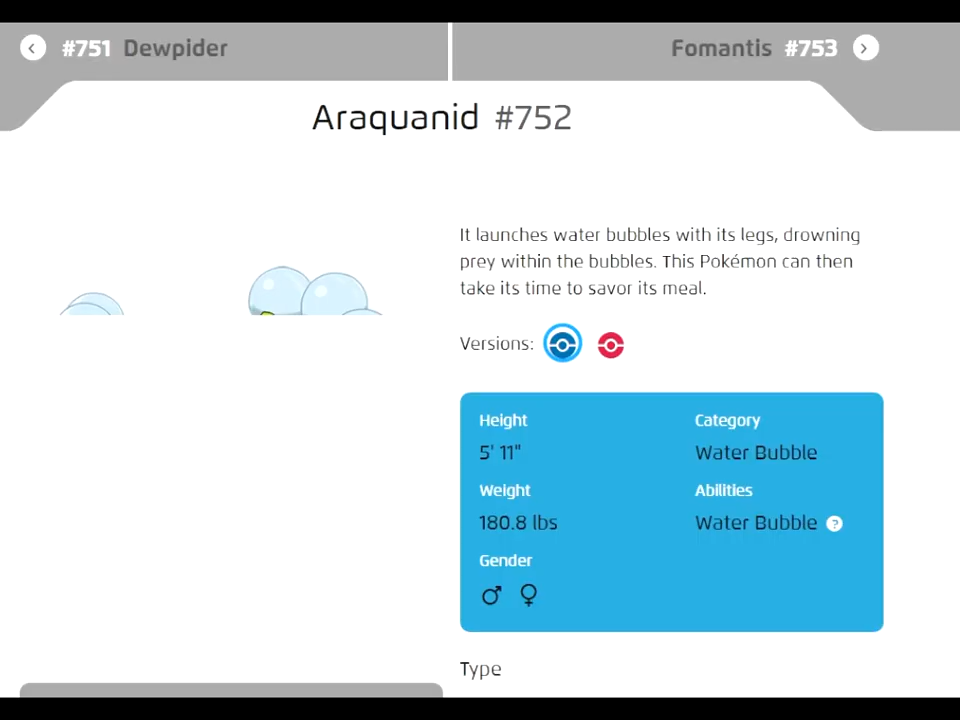 #751 Dewpider
Fomantis #753
Araquanid #752
It launches water bubbles with its legs, drowning
prey within the bubbles. This Pokémon can then
take its time to savor its meal.
Versions:
Height
Category
5' 11"
Water Bubble
Weight
Abilities
180.8 lbs
Water Bubble ?
Gender
♂ ♀
Type